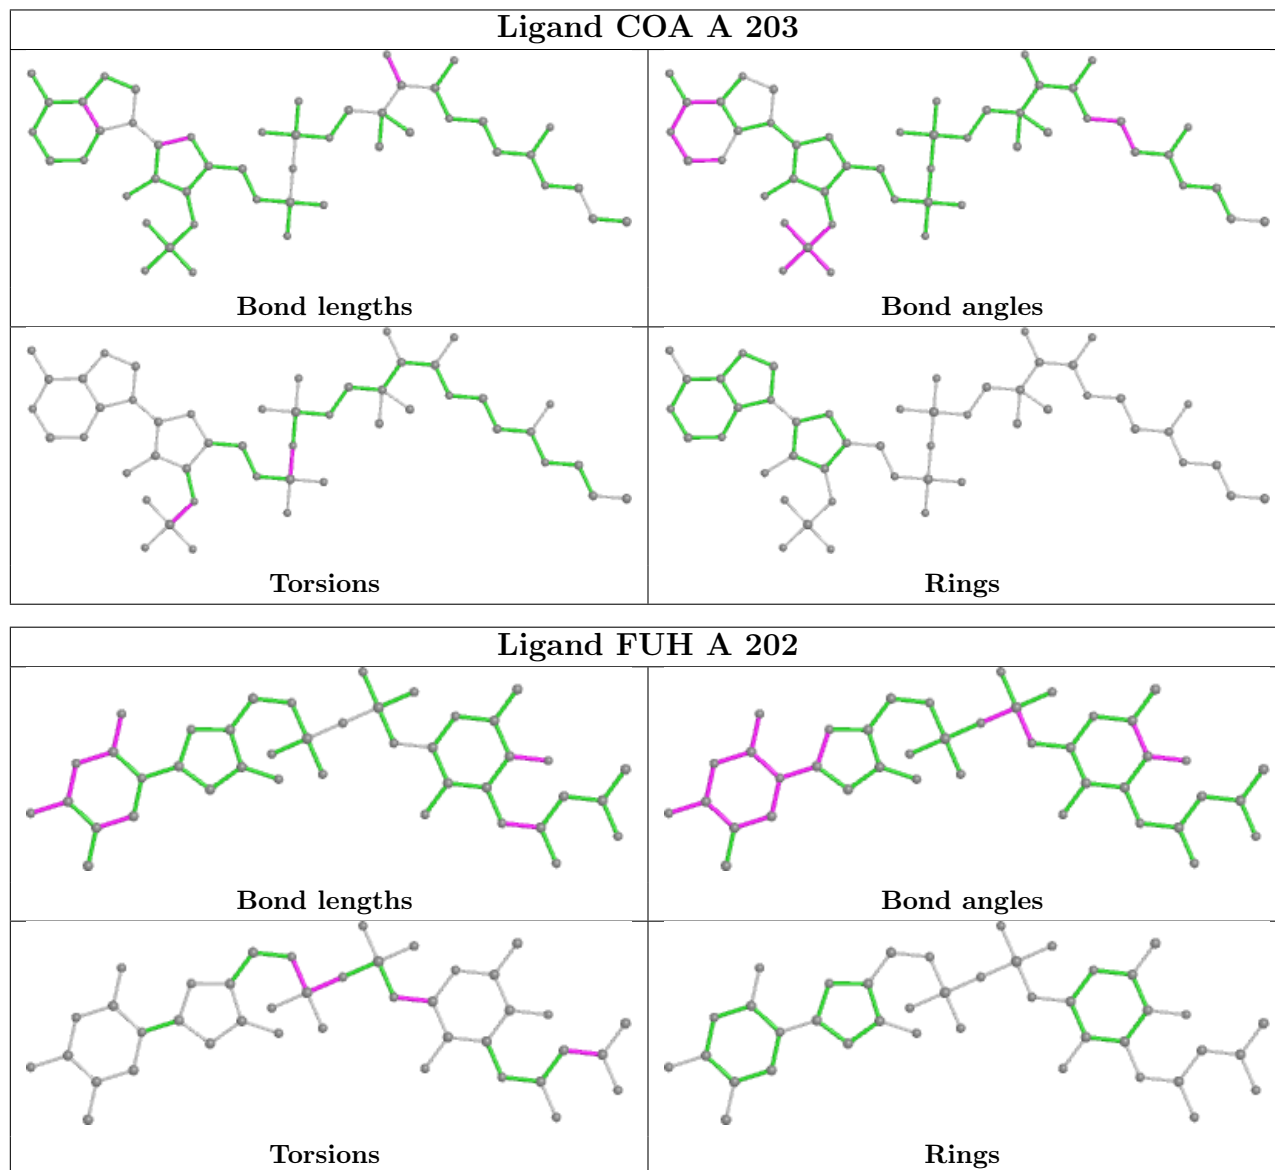 Ligand COA A 203
Bond lengths
Bond angles
Torsions
Rings
Ligand FUH A 202
Bond lengths
Bond angles
Torsions
Rings